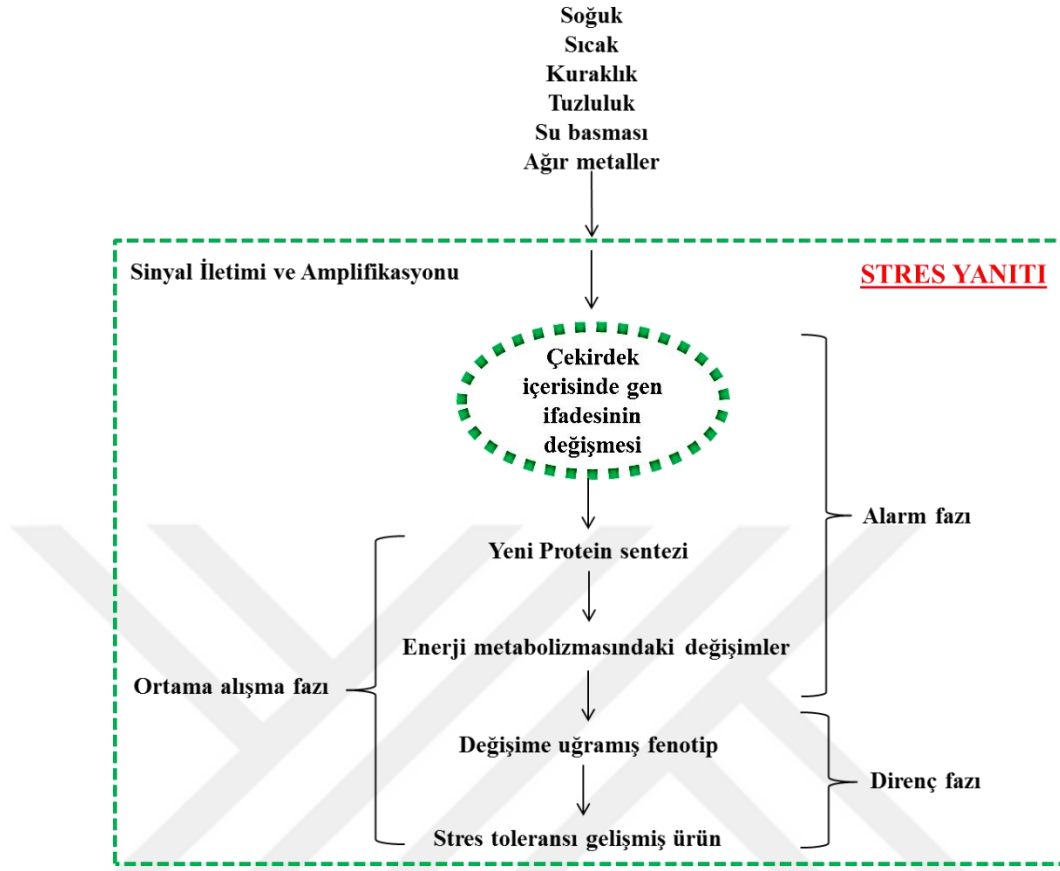 Soğuk
Sıcak
Kuraklık
Tuzluluk
Su basması
Ağır metaller
Sinyal İletimi ve Amplifikasyonu
STRES YANITI
Çekirdek
içerisinde gen
ifadesinin
değişmesi
Alarm fazı
Yeni Protein sentezi
Enerji metabolizmasındaki değişimler
Ortama alışma fazı
Değişime uğramış fenotip
Direnç fazı
Stres toleransı gelişmiş ürün